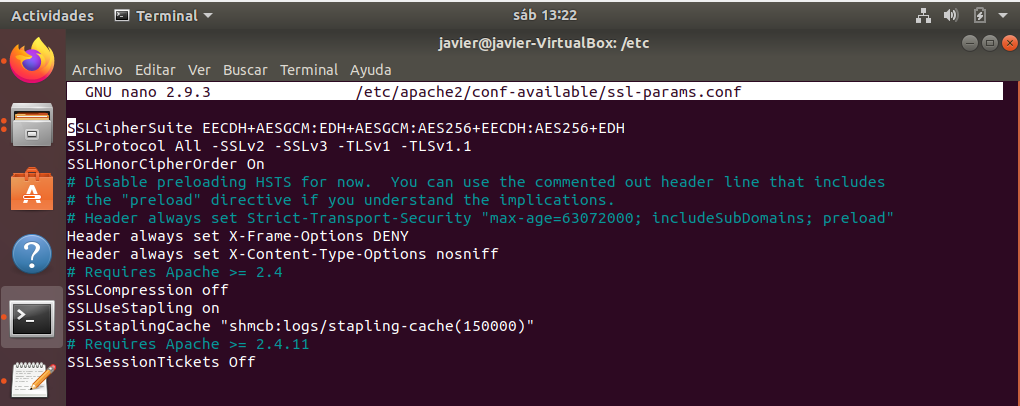 Actividades Terminal sáb 13:22
javier@javier-VirtualBox: /etc
Archivo Editar Ver Buscar Terminal Ayuda
GNU nano 2.9.3 /etc/apache2/conf-available/ssl-params.conf
SSLCipherSuite EECDH+AESGCM:EDH+AESGCM:AES256+EECDH:AES256+EDH
SSLProtocol All -SSLv2 -SSLv3 -TLSv1 -TLSv1.1
SSLHonorCipherOrder On
# Disable preloading HSTS for now.  You can use the commented out header line that includes
# the "preload" directive if you understand the implications.
# Header always set Strict-Transport-Security "max-age=63072000; includeSubDomains; preload"
Header always set X-Frame-Options DENY
Header always set X-Content-Type-Options nosniff
# Requires Apache >= 2.4
SSLCompression off
SSLUseStapling on
SSLStaplingCache "shmcb:logs/stapling-cache(150000)"
# Requires Apache >= 2.4.11
SSLSessionTickets Off